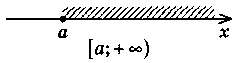 a x
[a; + ∞)